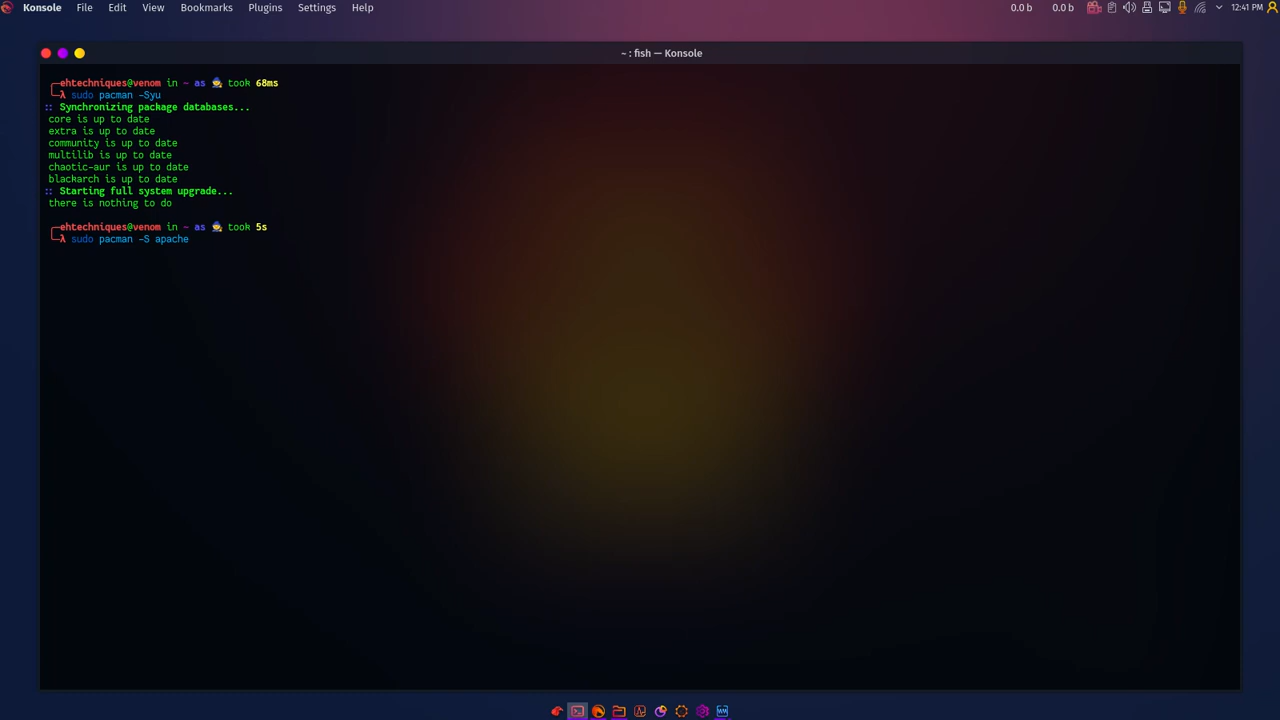 Konsole File Edit View Bookmarks Plugins Settings Help 0.0 b 0.0 b 12:41 PM
~ : fish — Konsole
ehtechniques@venom in ~ as took 68ms
λ sudo pacman -Syu
:: Synchronizing package databases...
core is up to date
extra is up to date
community is up to date
multilib is up to date
chaotic-aur is up to date
blackarch is up to date
:: Starting full system upgrade...
there is nothing to do
ehtechniques@venom in ~ as took 5s
λ sudo pacman -S apache